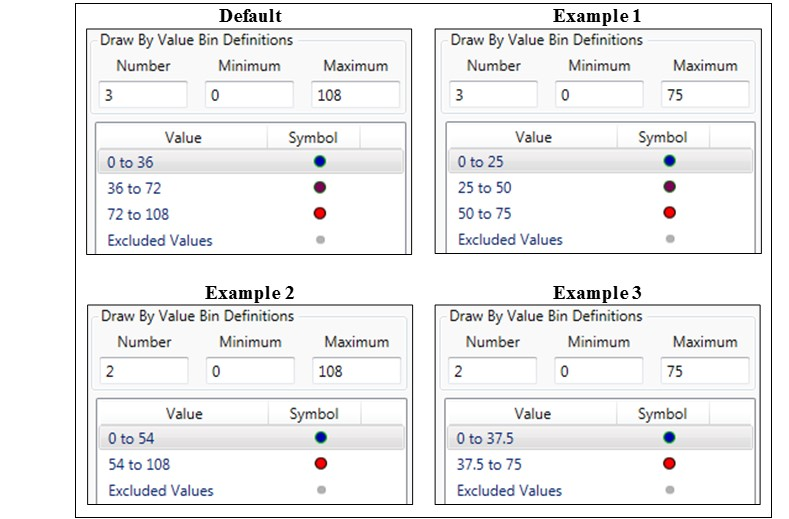 Default
Draw By Value Bin Definitions
Number Minimum Maximum
3 0 108
Value Symbol
0 to 36
36 to 72
72 to 108
Excluded Values
Example 1
Draw By Value Bin Definitions
Number Minimum Maximum
3 0 75
Value Symbol
0 to 25
25 to 50
50 to 75
Excluded Values
Example 2
Draw By Value Bin Definitions
Number Minimum Maximum
2 0 108
Value Symbol
0 to 54
54 to 108
Excluded Values
Example 3
Draw By Value Bin Definitions
Number Minimum Maximum
2 0 75
Value Symbol
0 to 37.5
37.5 to 75
Excluded Values